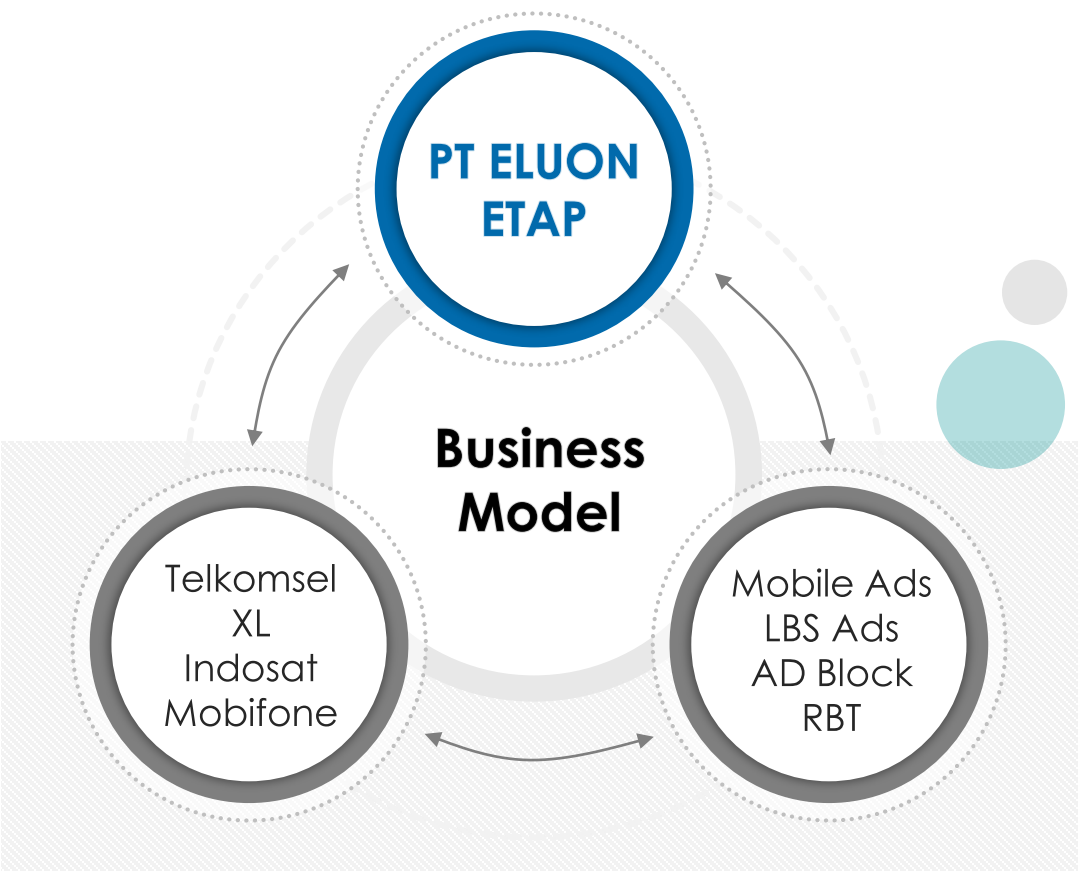 PT ELUON
ETAP
Business
Model
Telkomsel
XL
Indosat
Mobifone
Mobile Ads
LBS Ads
AD Block
RBT